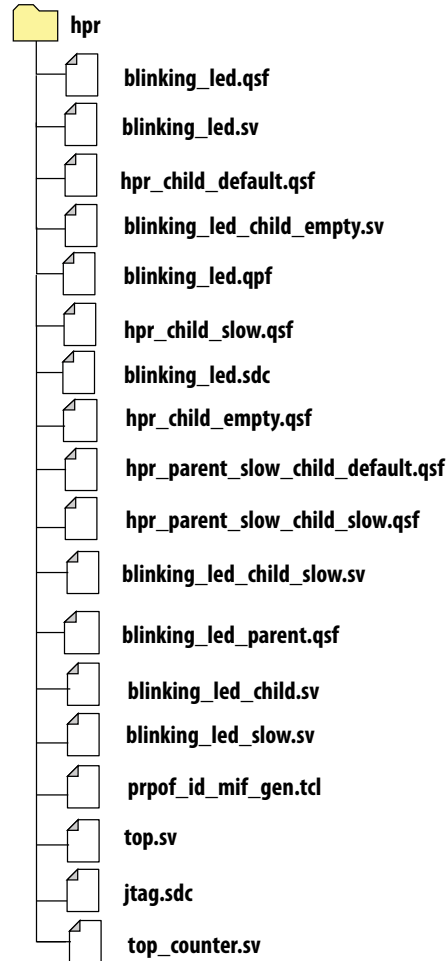 hpr
blinking_led.qsf
blinking_led.sv
hpr_child_default.qsf
blinking_led_child_empty.sv
blinking_led.qpf
hpr_child_slow.qsf
blinking_led.sdc
hpr_child_empty.qsf
hpr_parent_slow_child_default.qsf
hpr_parent_slow_child_slow.qsf
blinking_led_child_slow.sv
blinking_led_parent.qsf
blinking_led_child.sv
blinking_led_slow.sv
prpof_id_mif_gen.tcl
top.sv
jtag.sdc
top_counter.sv